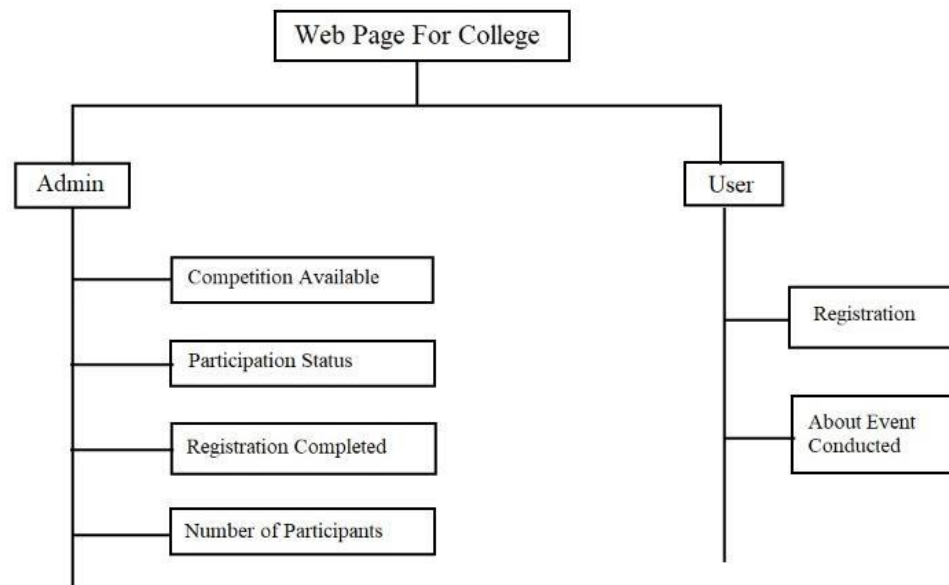 Web Page For College
Admin
User
Competition Available
Registration
Participation Status
About Event
Conducted
Registration Completed
Number of Participants